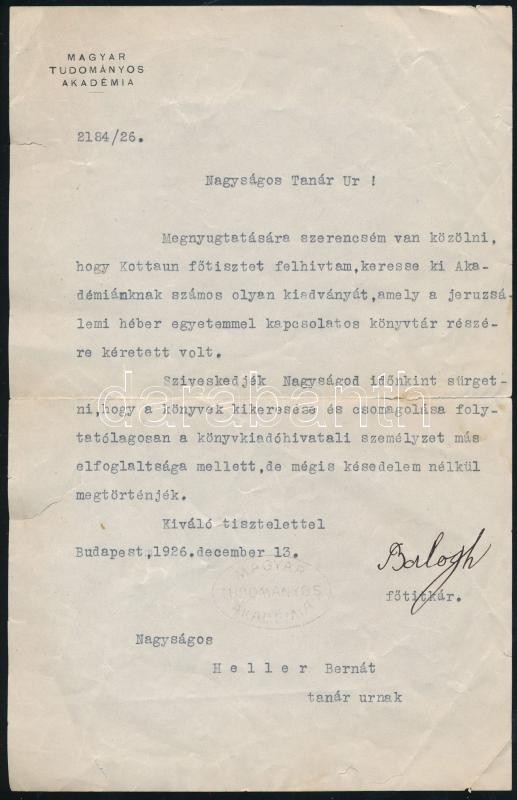 MAGYAR
TUDOMÁNYOS
AKADÉMIA
2184/26.
Nagyságos Tanár Ur !
Megnyugtatására szerencsém van közölni,
hogy Kottaun főtisztet felhivtam,keresse ki Aka-
démiánknak számos olyan kiadványát,amely a jeruzsá-
lemi héber egyetemmel kapcsolatos könyvtár részé-
re kéretett volt.
Sziveskedjék Nagyságod időnkint sürget-
ni,hogy a könyvek kikeresése és csomagolása foly-
tatólagosan a könyvkiadóhivatali személyzet más
elfoglaltsága mellett,de mégis késedelem nélkül
megtörténjék.
Kiváló tisztelettel
Budapest,1926.december 13.
Balogh
főtitkár.
MAGYAR
TUDOMÁNYOS
AKADÉMIA
Nagyságos
Heller Bernát
tanár urnak
darabanth